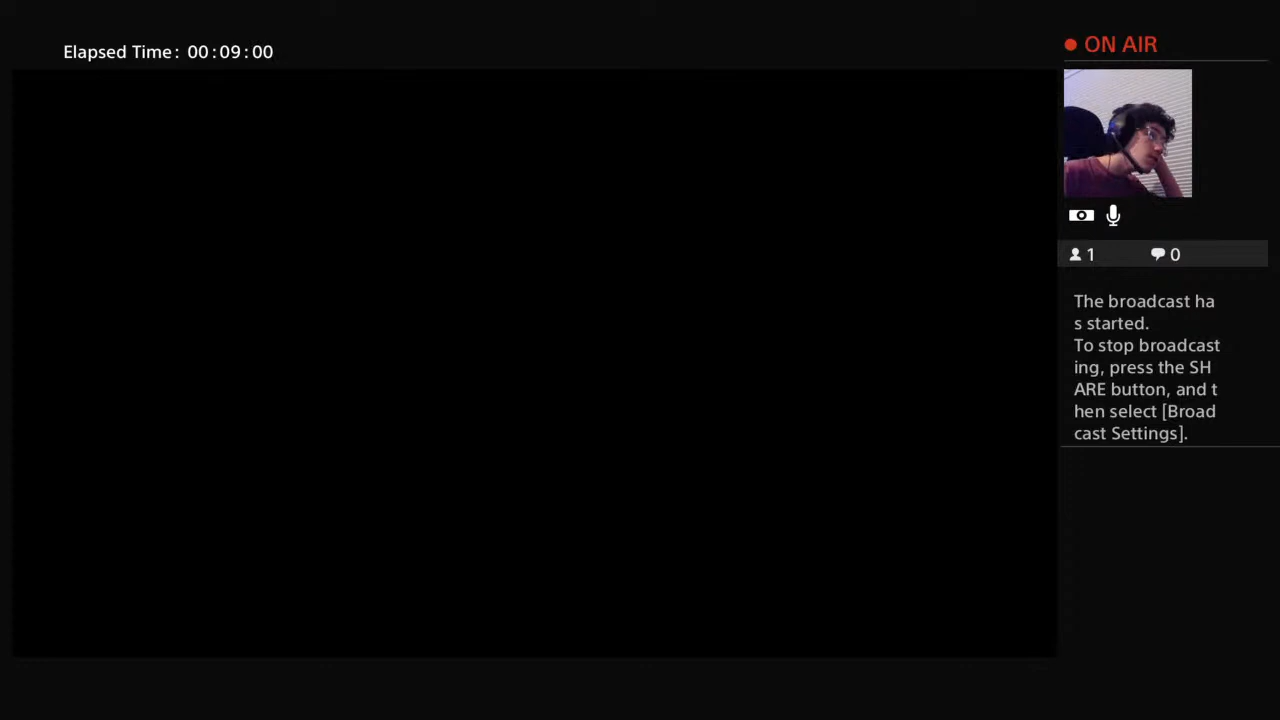 Elapsed Time: 00:09:00
ON AIR
1 0
The broadcast ha
s started.
To stop broadcast
ing, press the SH
ARE button, and t
hen select [Broad
cast Settings].